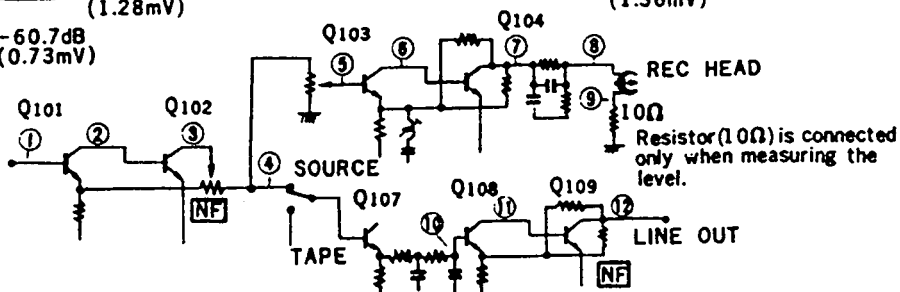 (1.28mV)
(1.36mV)
-60.7dB
(0.73mV)
Q103
Q104
⑤
⑥
⑦
⑧
REC HEAD
⑨
10Ω
Resistor(10Ω)is connected
only when measuring the
level.
Q101
Q102
①
②
③
④
SOURCE
NF
TAPE
Q107
Q108
Q109
⑩
⑪
⑫
LINE OUT
NF